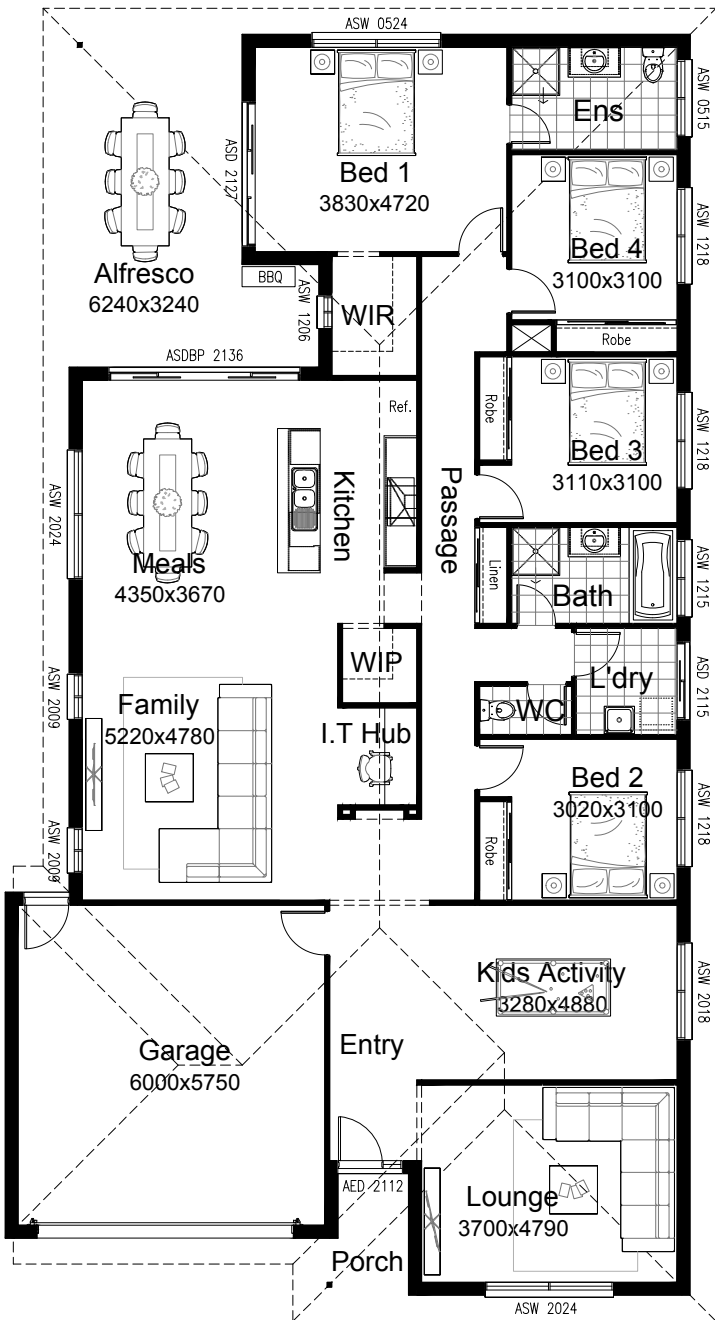 ASW 0524
ASW 0515
Ens
ASD 2127
Bed 1
3830x4720
ASW 1218
Bed 4
3100x3100
Alfresco
6240x3240
BBQ
ASW 1206
WIR
Robe
ASDBP 2136
Ref.
Robe
Bed 3
3110x3100
ASW 1218
Kitchen
Passage
ASW 2024
Meals
4350x3670
Linen
Bath
ASW 1215
WIP
L'dry
ASD 2115
ASW 2009
Family
5220x4780
WC
I.T Hub
Bed 2
3020x3100
ASW 1218
Robe
ASW 2009
Kids Activity
3280x4880
ASW 2018
Garage
6000x5750
Entry
AED 2112
Lounge
3700x4790
Porch
ASW 2024